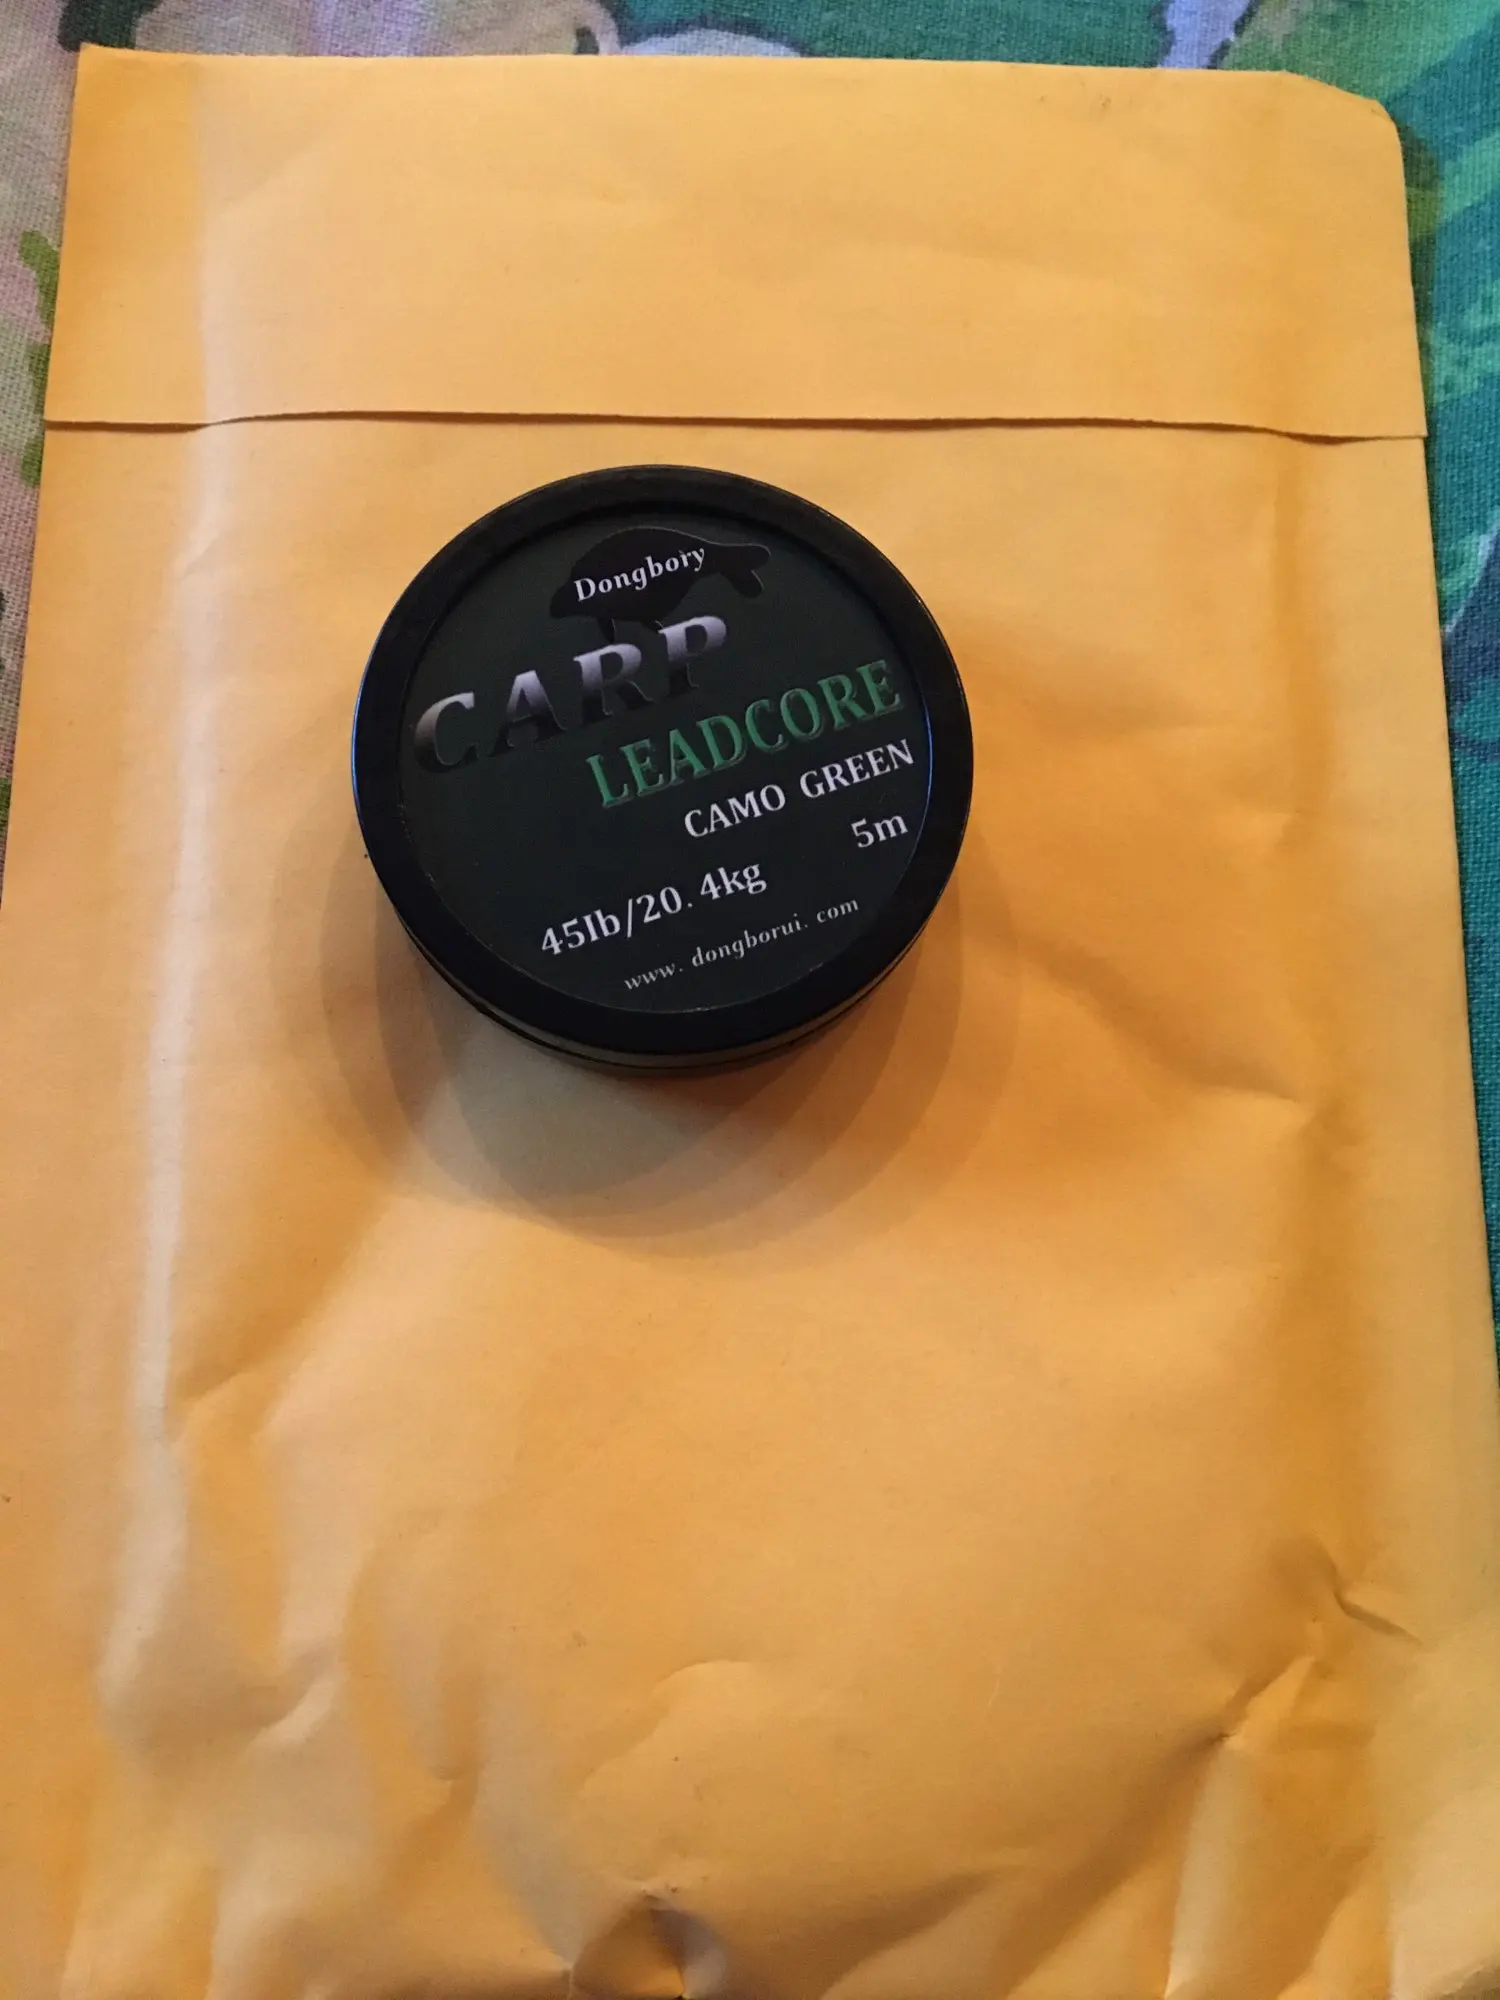 Dongbory
CARP
LEADCORE
CAMO GREEN
5m
45lb/20. 4kg
www. dongborui. com